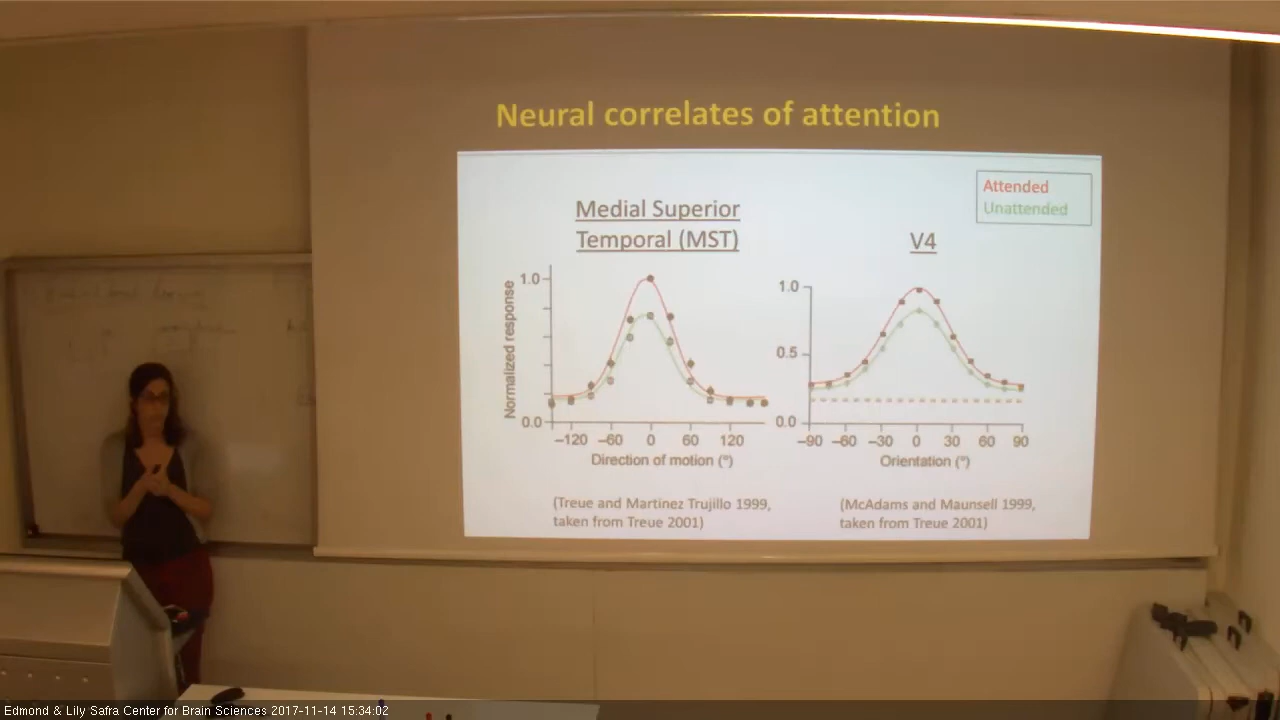 Neural correlates of attention
Attended
Unattended
Medial Superior
Temporal (MST)
V4
Normalized response
1.0
0.0
−120 −60 0 60 120
Direction of motion (°)
1.0
0.5
0.0
−90 −60 −30 0 30 60 90
Orientation (°)
(Treue and Martinez Trujillo 1999,
taken from Treue 2001)
(McAdams and Maunsell 1999,
taken from Treue 2001)
Edmond & Lily Safra Center for Brain Sciences 2017-11-14 15:34:02